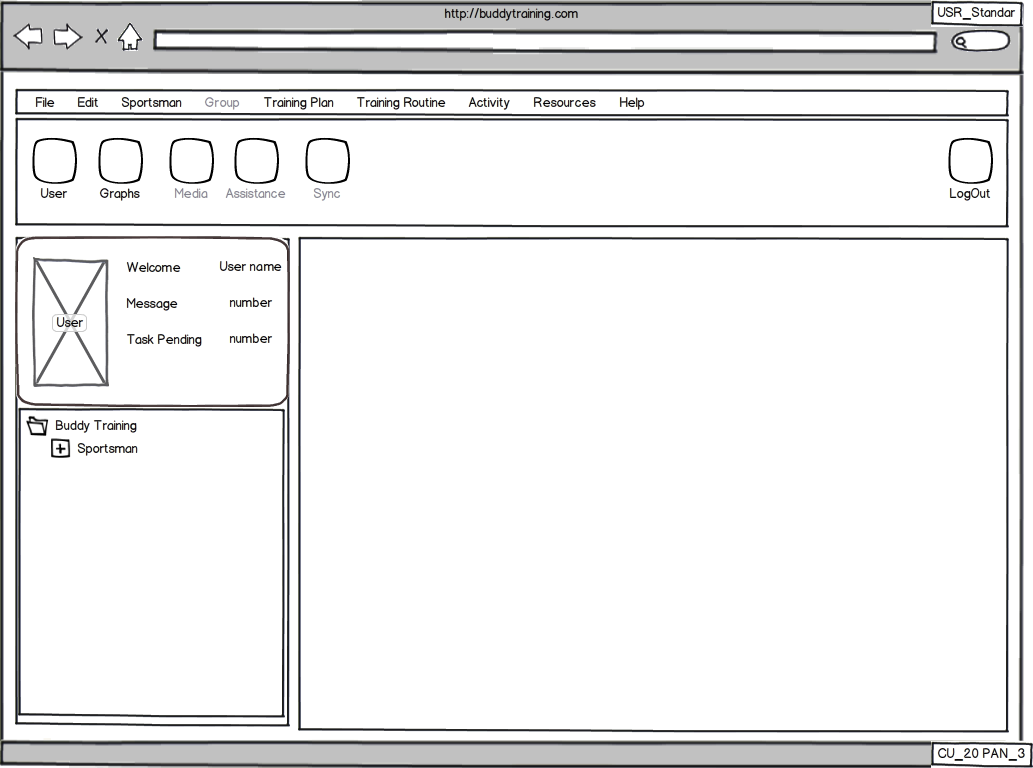 http://buddytraining.com
USR_Standar
File Edit Sportsman Group Training Plan Training Routine Activity Resources Help
User Graphs Media Assistance Sync LogOut
Welcome User name
Message number
User
Task Pending number
Buddy Training
Sportsman
CU_20 PAN_3